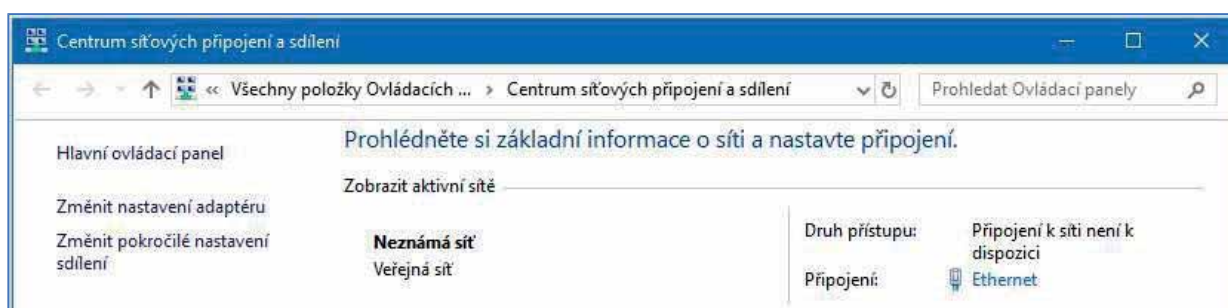 Centrum síťových připojení a sdílení
« Všechny položky Ovládacích ... › Centrum síťových připojení a sdílení
Prohledat Ovládací panely
Hlavní ovládací panel
Změnit nastavení adaptéru
Změnit pokročilé nastavení
sdílení
Prohlédněte si základní informace o síti a nastavte připojení.
Zobrazit aktivní sítě
Neznámá síť
Veřejná síť
Druh přístupu: Připojení k síti není k
dispozici
Připojení: Ethernet